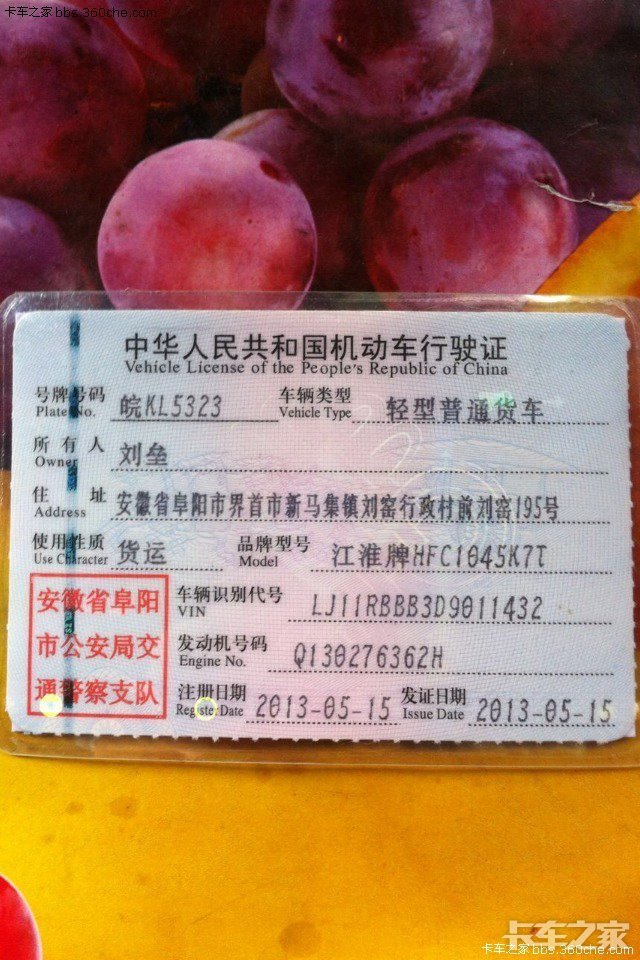 卡车之家 bbs.360che.com
中华人民共和国机动车行驶证
Vehicle License of the People's Republic of China
号牌号码 皖KL5323 车辆类型 轻型普通货车
Plate No. Vehicle Type
所有人 刘垒
Owner
住址 安徽省阜阳市界首市新马集镇刘窑行政村前刘窑195号
Address
使用性质 货运 品牌型号 江淮牌HFC1045K7T
Use Character Model
安徽省阜阳 车辆识别代号 LJ11RBBB3D9011432
VIN
市公安局交 发动机号码 Q130276362H
Engine No.
通警察支队 注册日期 2013-05-15 发证日期 2013-05-15
Register Date Issue Date
卡车之家
卡车之家 bbs.360che.com